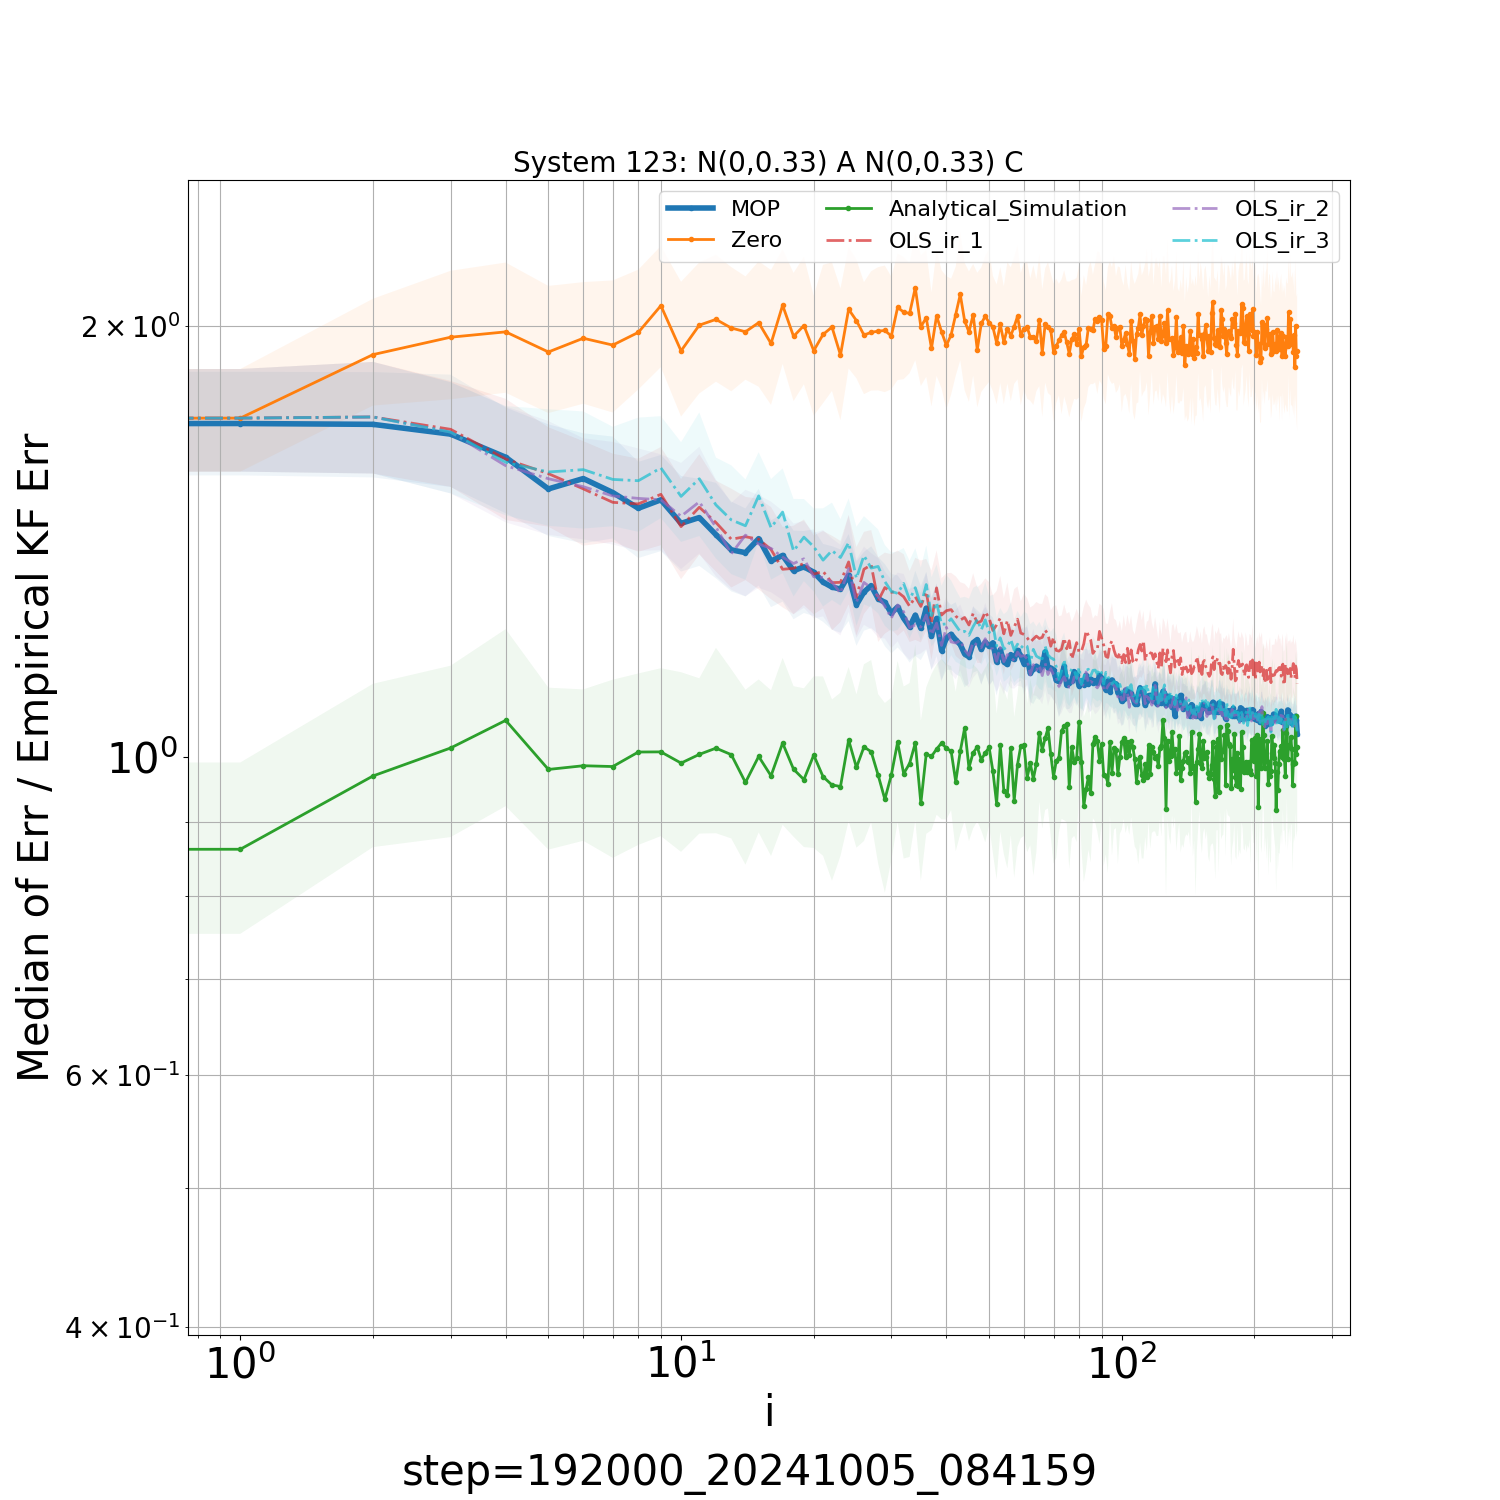 System 123: N(0,0.33) A N(0,0.33) C
MOP
Zero
Analytical_Simulation
OLS_ir_1
OLS_ir_2
OLS_ir_3
Median of Err / Empirical KF Err
2 × 10⁰
10⁰
6 × 10⁻¹
4 × 10⁻¹
10⁰
10¹
10²
i
step=192000_20241005_084159